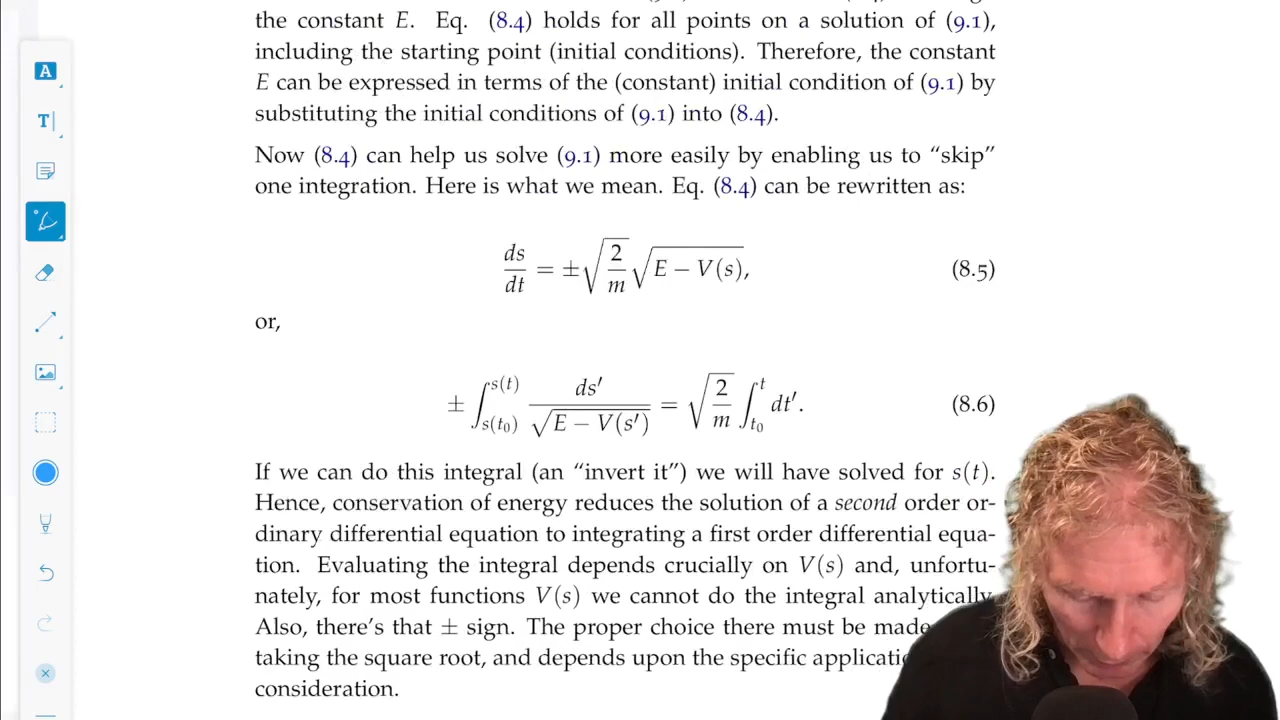 the constant E. Eq. (8.4) holds for all points on a solution of (9.1),
including the starting point (initial conditions). Therefore, the constant
E can be expressed in terms of the (constant) initial condition of (9.1) by
substituting the initial conditions of (9.1) into (8.4).
Now (8.4) can help us solve (9.1) more easily by enabling us to “skip”
one integration. Here is what we mean. Eq. (8.4) can be rewritten as:
ds/dt = ±√(2/m) √(E − V(s)), (8.5)
or,
± ∫_{s(t₀)}^{s(t)} ds′/√(E − V(s′)) = √(2/m) ∫_{t₀}^{t} dt′. (8.6)
If we can do this integral (an “invert it”) we will have solved for s(t).
Hence, conservation of energy reduces the solution of a second order or-
dinary differential equation to integrating a first order differential equa-
tion. Evaluating the integral depends crucially on V(s) and, unfortu-
nately, for most functions V(s) we cannot do the integral analytically.
Also, there’s that ± sign. The proper choice there must be made
taking the square root, and depends upon the specific
consideration.
A
T